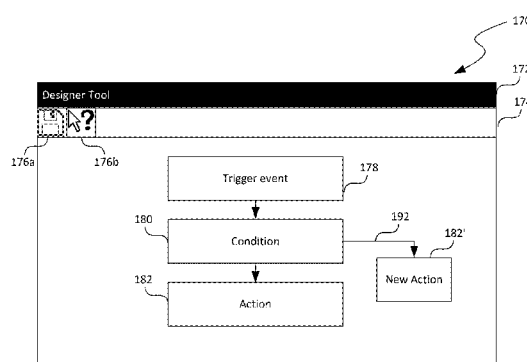 170
172
Designer Tool
174
?
176a
176b
Trigger event
178
180
192
Condition
182'
182
New Action
Action